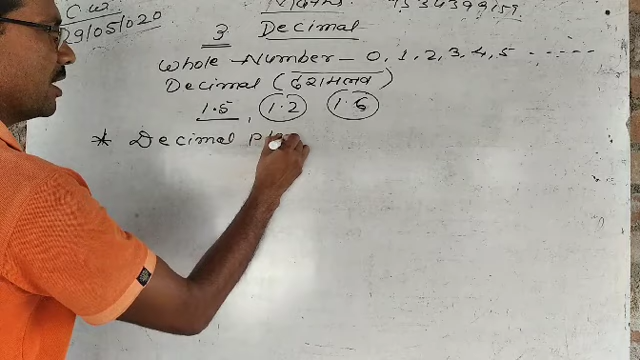 C.W. Maths.
29/05/020
3 Decimal
Whole Number - 0, 1, 2, 3, 4, 5 ------
Decimal (दशमलव)
1.5, 1.2 1.6
* Decimal